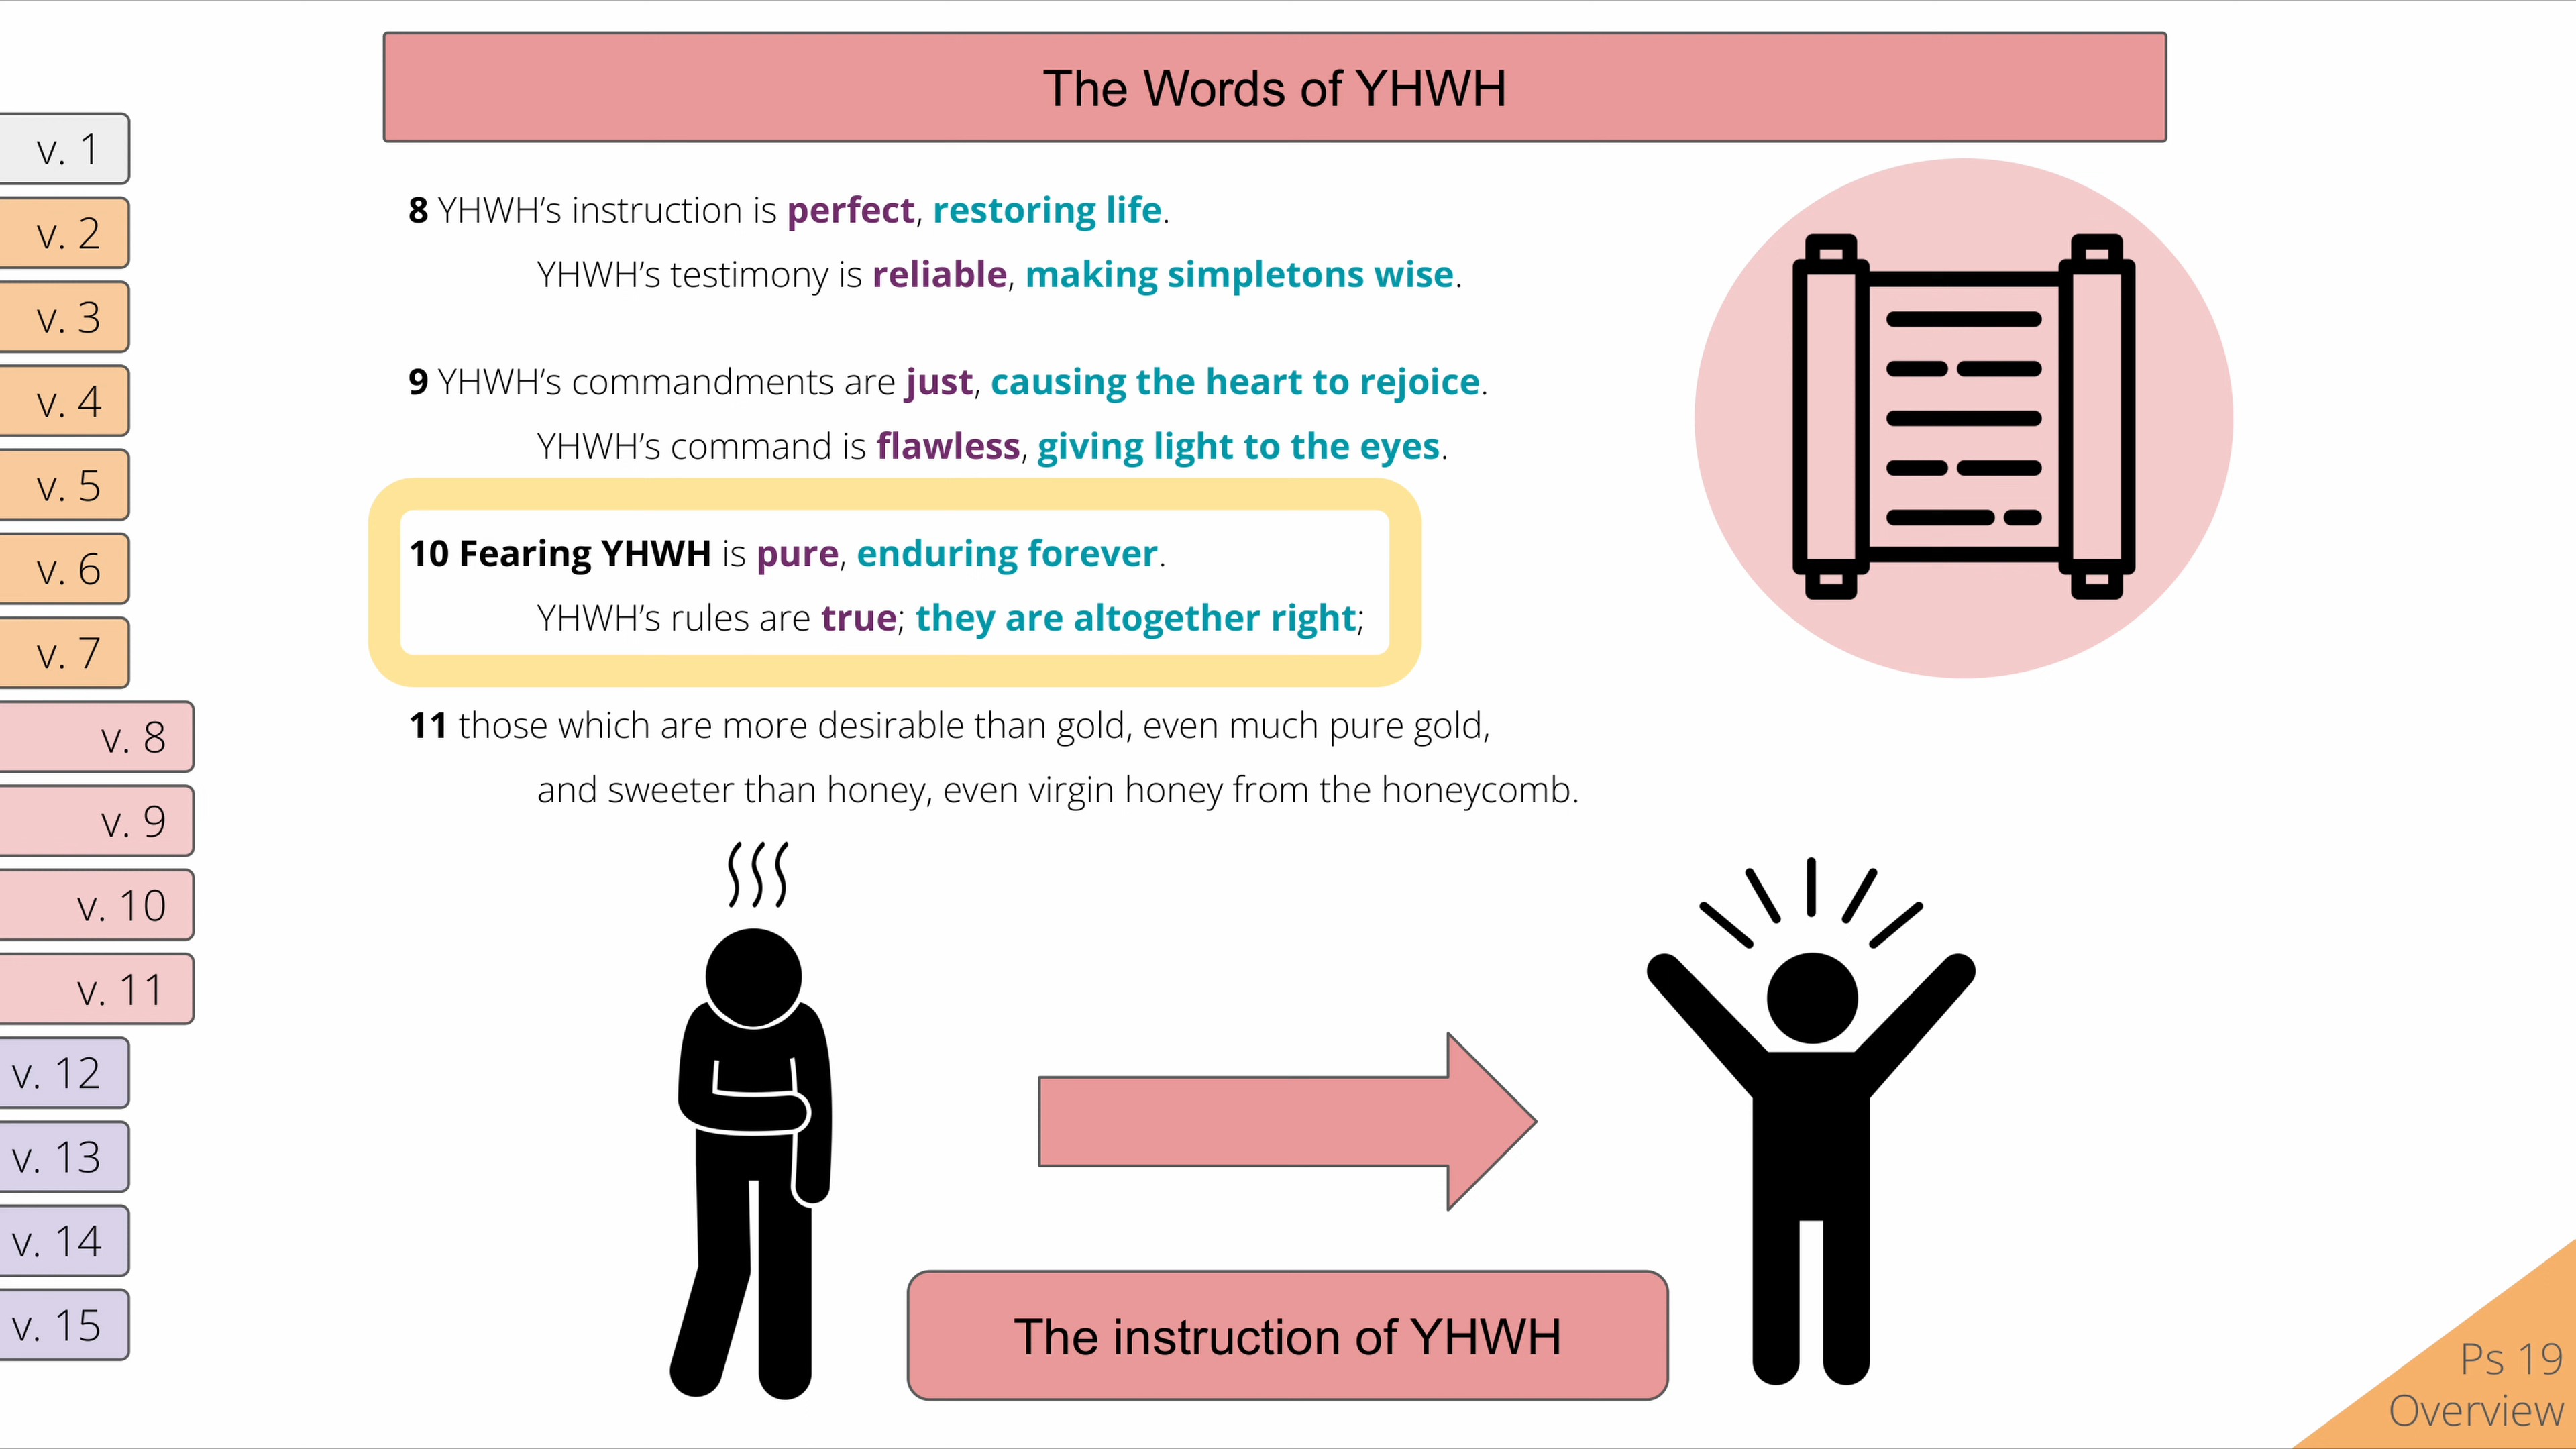 The Words of YHWH
v. 1
v. 2
v. 3
v. 4
v. 5
v. 6
v. 7
v. 8
v. 9
v. 10
v. 11
v. 12
v. 13
v. 14
v. 15
8 YHWH’s instruction is perfect, restoring life.
YHWH’s testimony is reliable, making simpletons wise.
9 YHWH’s commandments are just, causing the heart to rejoice.
YHWH’s command is flawless, giving light to the eyes.
10 Fearing YHWH is pure, enduring forever.
YHWH’s rules are true; they are altogether right;
11 those which are more desirable than gold, even much pure gold,
and sweeter than honey, even virgin honey from the honeycomb.
The instruction of YHWH
Ps 19
Overview